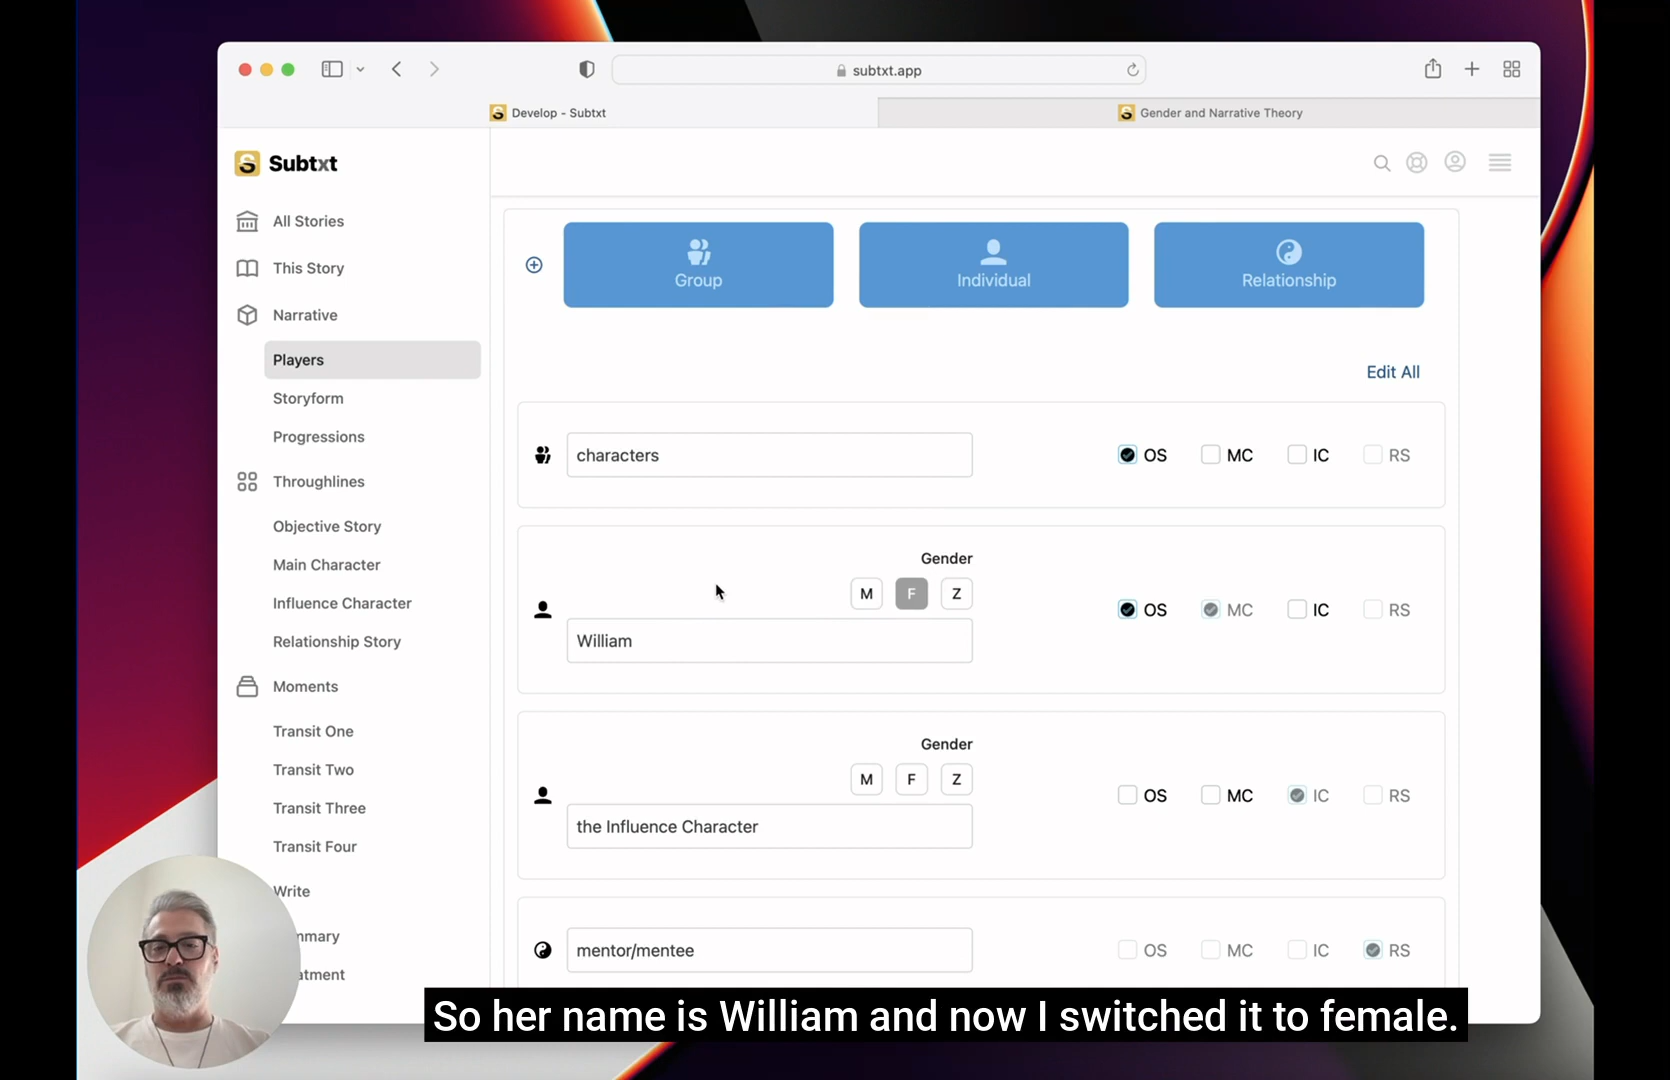 subtxt.app
Develop - Subtxt
Gender and Narrative Theory
Subtxt
All Stories
This Story
Narrative
Players
Storyform
Progressions
Throughlines
Objective Story
Main Character
Influence Character
Relationship Story
Moments
Transit One
Transit Two
Transit Three
Transit Four
Write
mmary
atment
Group
Individual
Relationship
Edit All
characters
OS MC IC RS
Gender
M F Z
William
OS MC IC RS
Gender
M F Z
the Influence Character
OS MC IC RS
mentor/mentee
OS MC IC RS
So her name is William and now I switched it to female.